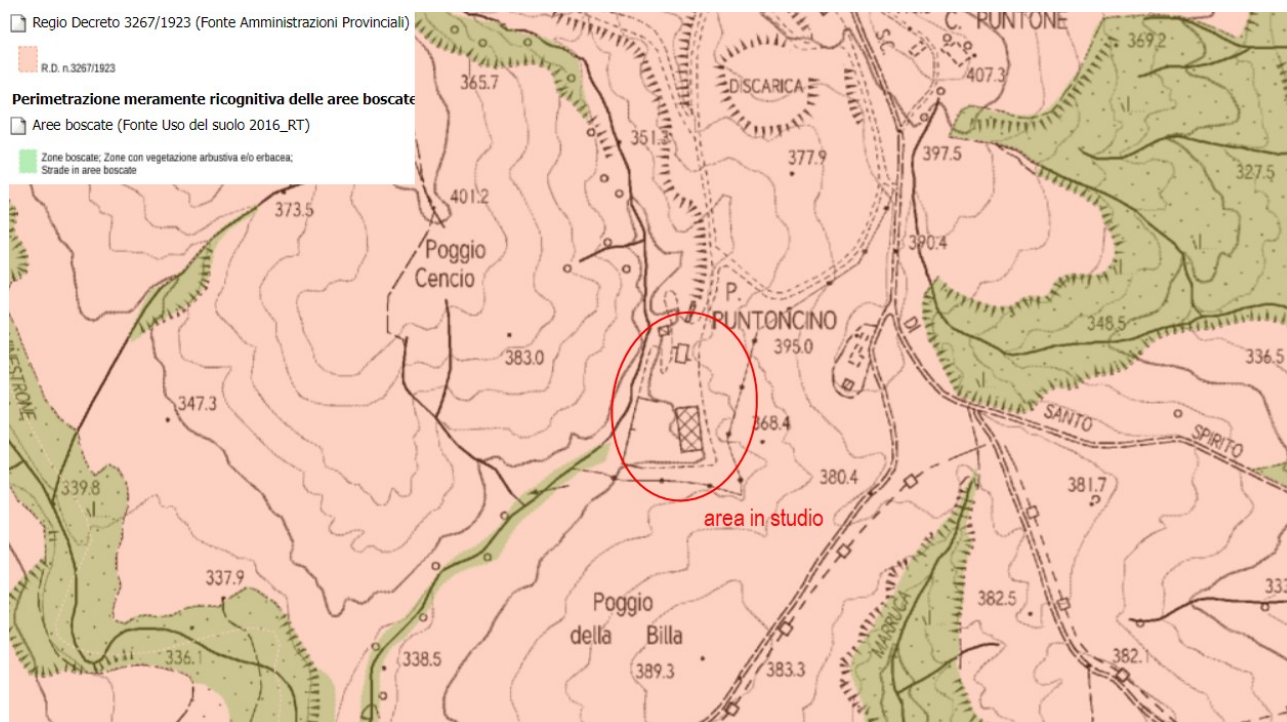 Regio Decreto 3267/1923 (Fonte Amministrazioni Provinciali)
R.D. n.3267/1923
Perimetrazione meramente ricognitiva delle aree boscate
Aree boscate (Fonte Uso del suolo 2016_RT)
Zone boscate; Zone con vegetazione arbustiva e/o erbacea;
Strade in aree boscate
C. PUNTONE
S.C.
369.2
365.7
407.3
DISCARICA
351.3
397.5
377.9
327.5
401.2
373.5
390.4
Poggio
Cencio
P.
PUNTONCINO
348.5
383.0
395.0
336.5
DI
347.3
368.4
SANTO
SPIRITO
339.8
380.4
381.7
area in studio
337.9
Poggio
della Billa
382.5
MARRUCA
336.1
338.5
389.3
383.3
382.1